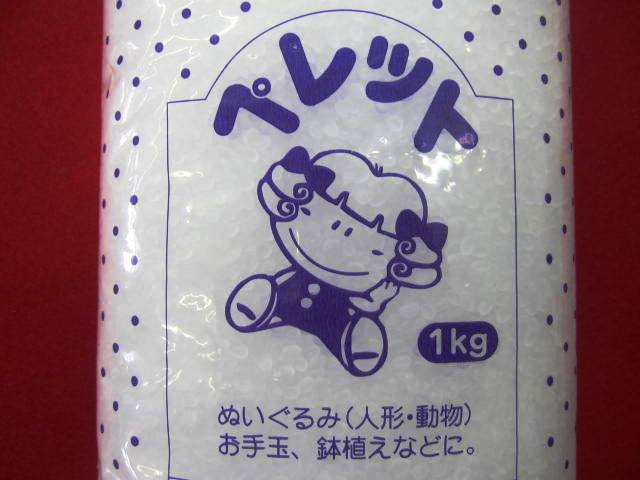 ペレット
1kg
ぬいぐるみ(人形・動物)
お手玉、鉢植えなどに。